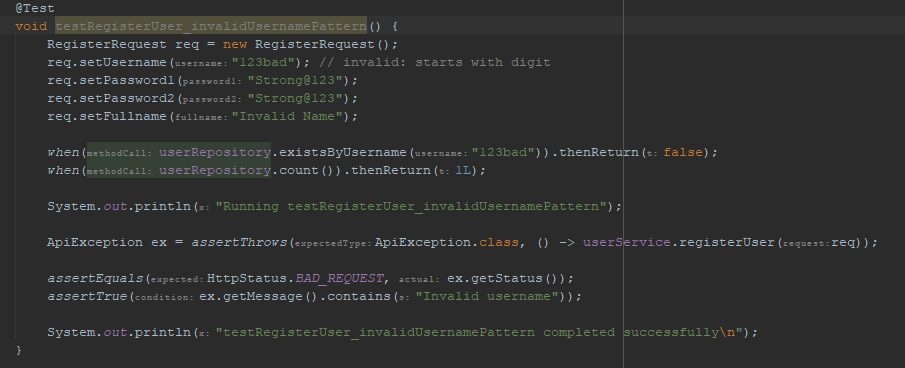 @Test
void testRegisterUser_invalidUsernamePattern() {
RegisterRequest req = new RegisterRequest();
req.setUsername(username: "123bad"); // invalid: starts with digit
req.setPassword1(password1: "Strong@123");
req.setPassword2(password2: "Strong@123");
req.setFullname(fullname: "Invalid Name");
when(methodCall: userRepository.existsByUsername(username: "123bad")).thenReturn(t: false);
when(methodCall: userRepository.count()).thenReturn(t: 1L);
System.out.println(x: "Running testRegisterUser_invalidUsernamePattern");
ApiException ex = assertThrows(expectedType: ApiException.class, () -> userService.registerUser(request: req));
assertEquals(expected: HttpStatus.BAD_REQUEST, actual: ex.getStatus());
assertTrue(condition: ex.getMessage().contains(s: "Invalid username"));
System.out.println(x: "testRegisterUser_invalidUsernamePattern completed successfully\n");
}